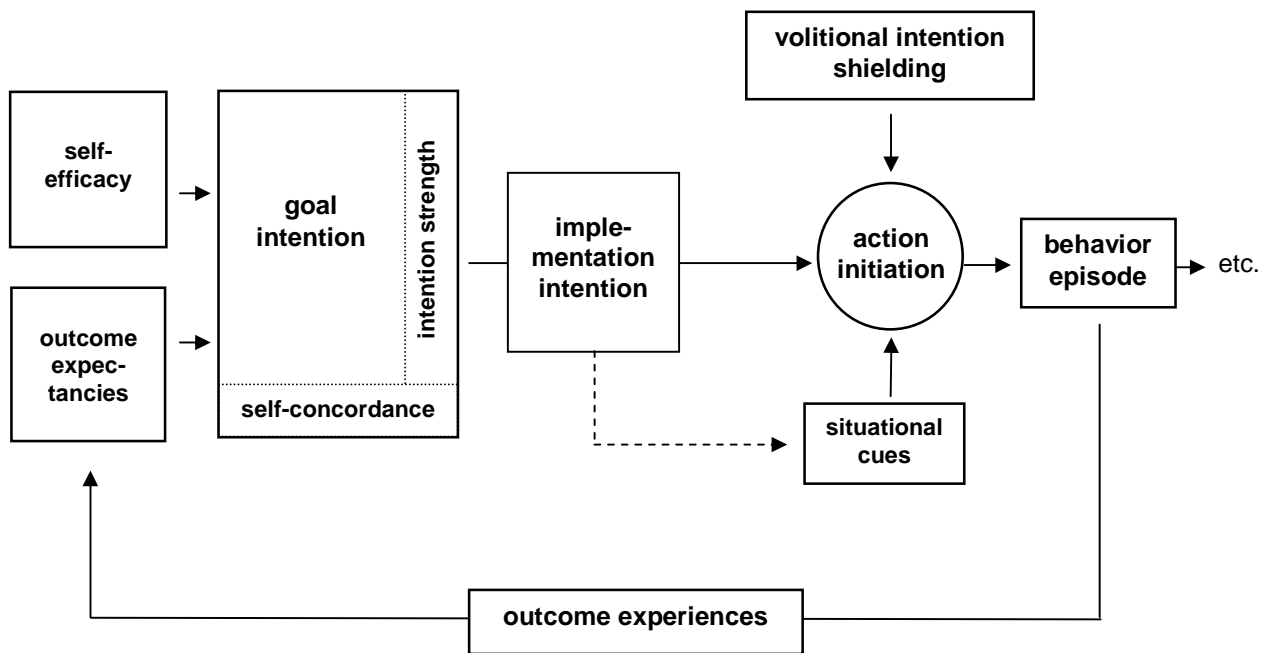 volitional intention
shielding
self-
efficacy
goal
intention
intention strength
imple-
mentation
intention
action
initiation
behavior
episode
etc.
outcome
expec-
tancies
self-concordance
situational
cues
outcome experiences